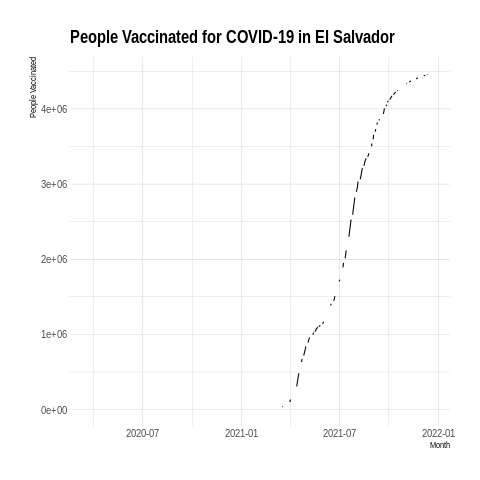 People Vaccinated for COVID-19 in El Salvador
People Vaccinated
4e+06
3e+06
2e+06
1e+06
0e+00
2020-07 2021-01 2021-07 2022-01
Month